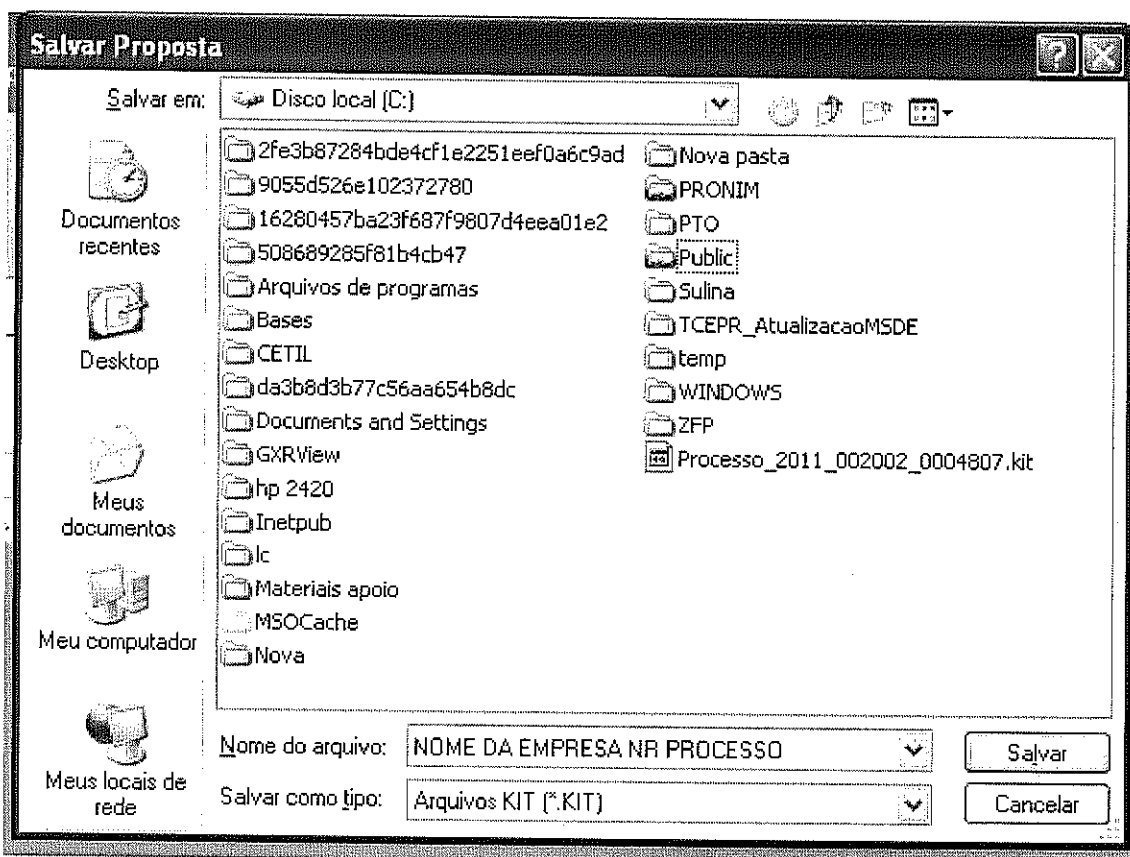 Salvar Proposta
Salvar em:
Disco local (C:)
Documentos
recentes
Desktop
Meus
documentos
Meu computador
Meus locais de
rede
2fe3b87284bde4cf1e2251eef0a6c9ad
9055d526e102372780
16280457ba23f687f9807d4eea01e2
508689285f81b4cb47
Arquivos de programas
Bases
CETIL
da3b8d3b77c56aa654b8dc
Documents and Settings
GXRView
hp 2420
Inetpub
lc
Materiais apoio
MSOCache
Nova
Nova pasta
PRONIM
PTO
Public
Sulina
TCEPR_AtualizacaoMSDE
temp
WINDOWS
ZFP
Processo_2011_002002_0004807.kit
Nome do arquivo:
NOME DA EMPRESA NR PROCESSO
Salvar
Salvar como tipo:
Arquivos KIT (*.KIT)
Cancelar